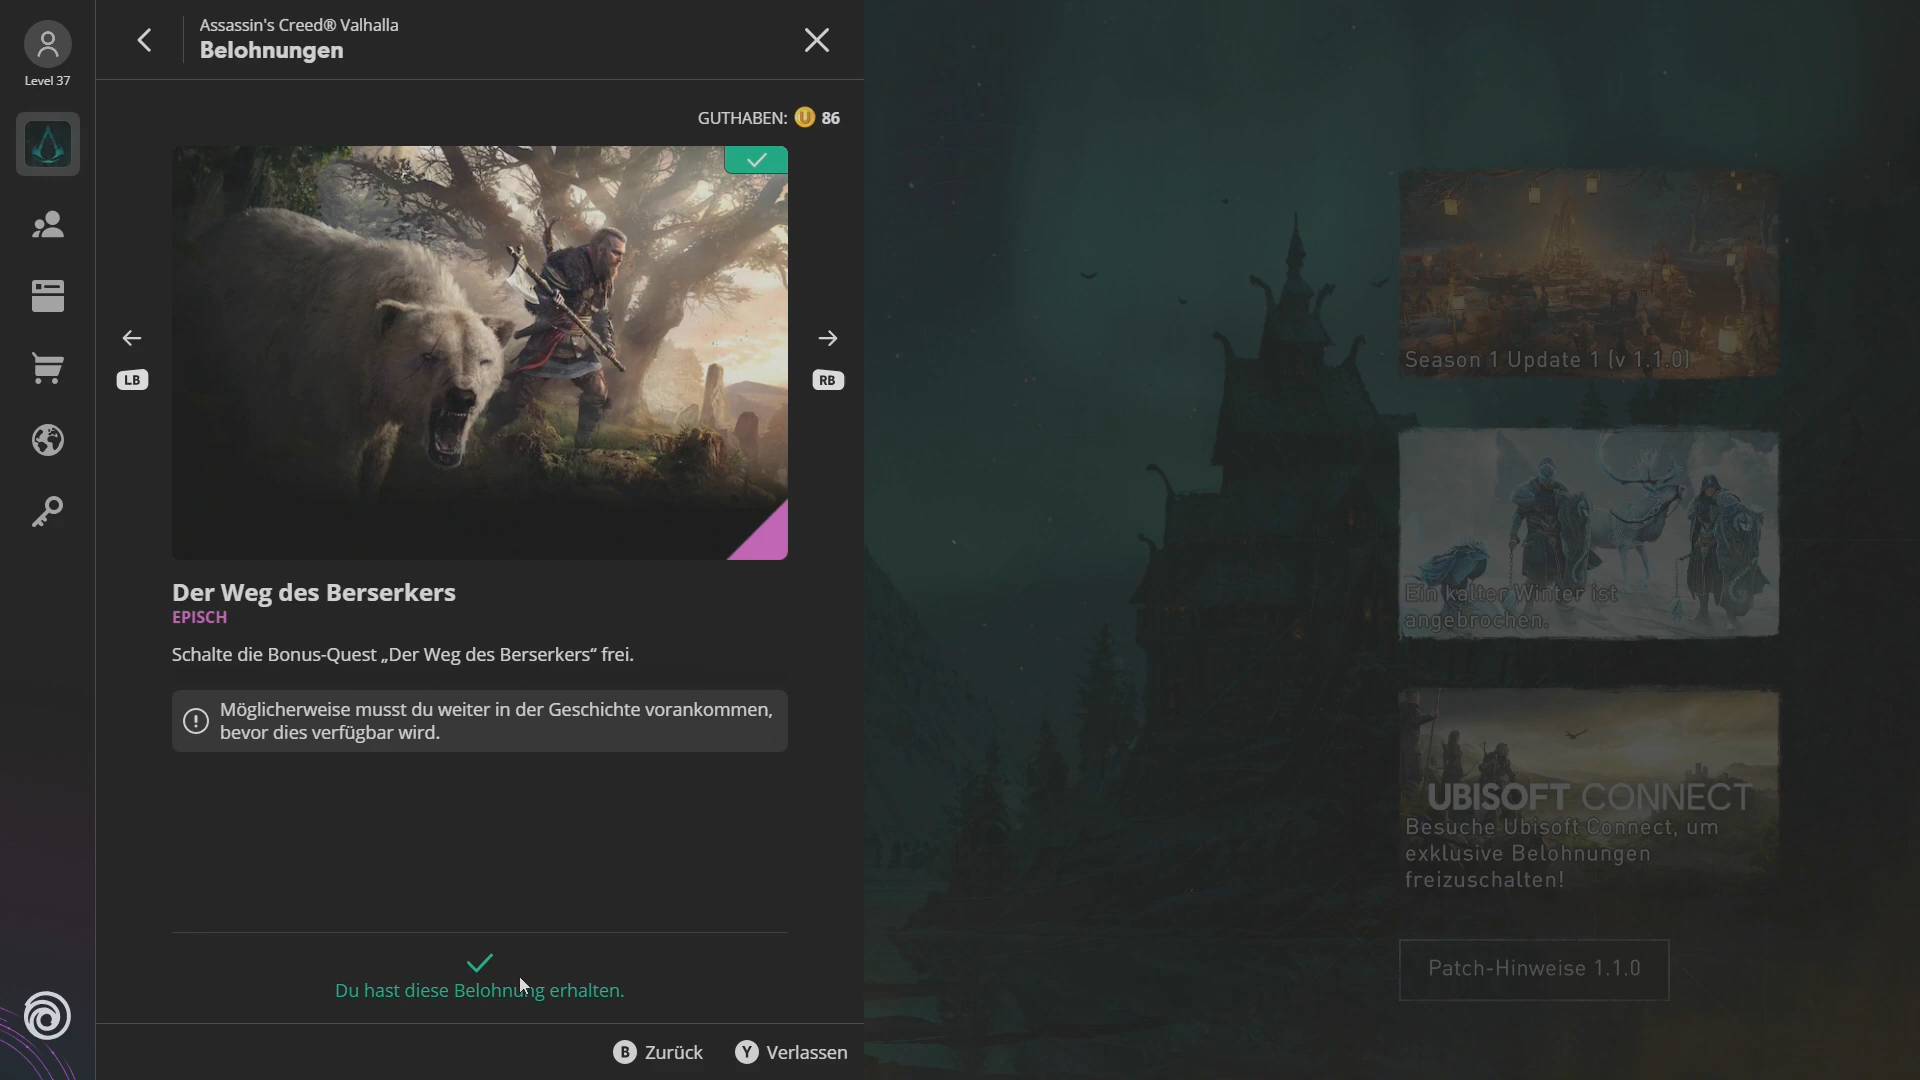 Level 37
Assassin's Creed® Valhalla
Belohnungen
GUTHABEN: 86
LB
RB
Der Weg des Berserkers
EPISCH
Schalte die Bonus-Quest „Der Weg des Berserkers“ frei.
Möglicherweise musst du weiter in der Geschichte vorankommen,
bevor dies verfügbar wird.
Du hast diese Belohnung erhalten.
B Zurück Y Verlassen
Season 1 Update 1 (v 1.1.0)
Ein kalter Winter ist
angebrochen.
UBISOFT CONNECT
Besuche Ubisoft Connect, um
exklusive Belohnungen
freizuschalten!
Patch-Hinweise 1.1.0